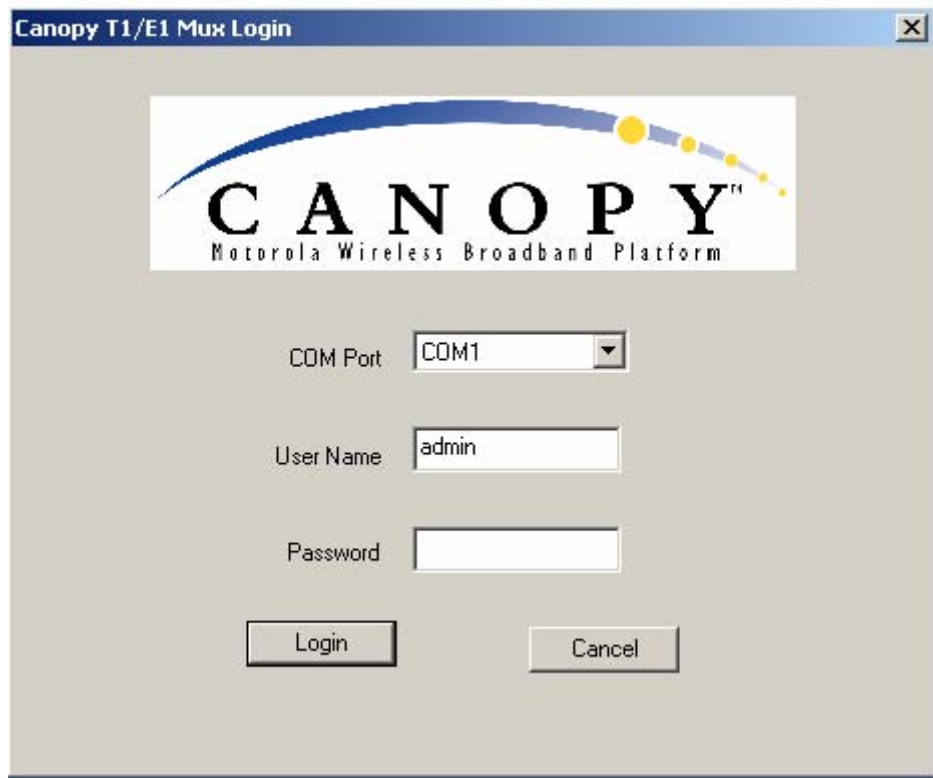 Canopy T1/E1 Mux Login
CANOPY™
Motorola Wireless Broadband Platform
COM Port COM1
User Name admin
Password
Login Cancel